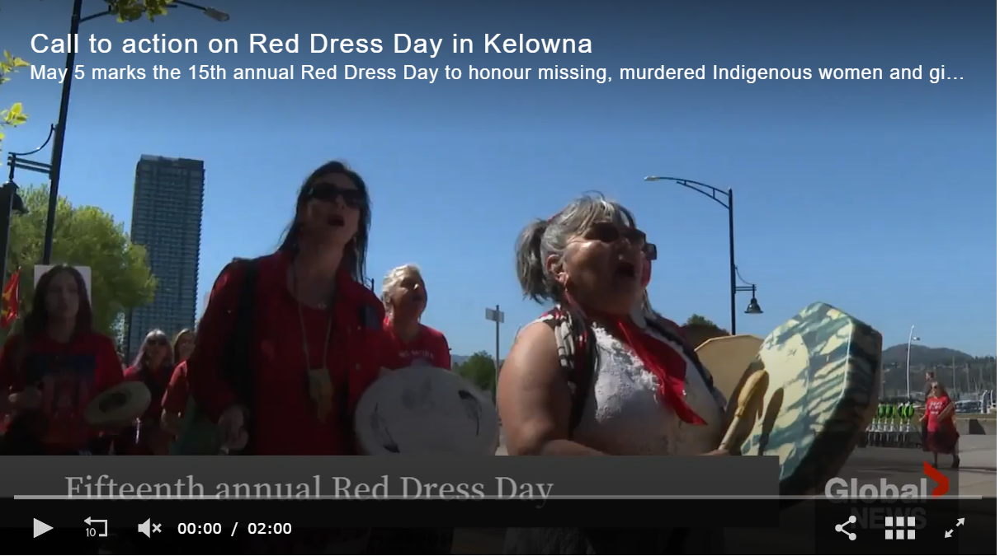 Call to action on Red Dress Day in Kelowna
May 5 marks the 15th annual Red Dress Day to honour missing, murdered Indigenous women and gi...
Fifteenth annual Red Dress Day
Global
NEWS
10
00:00 / 02:00